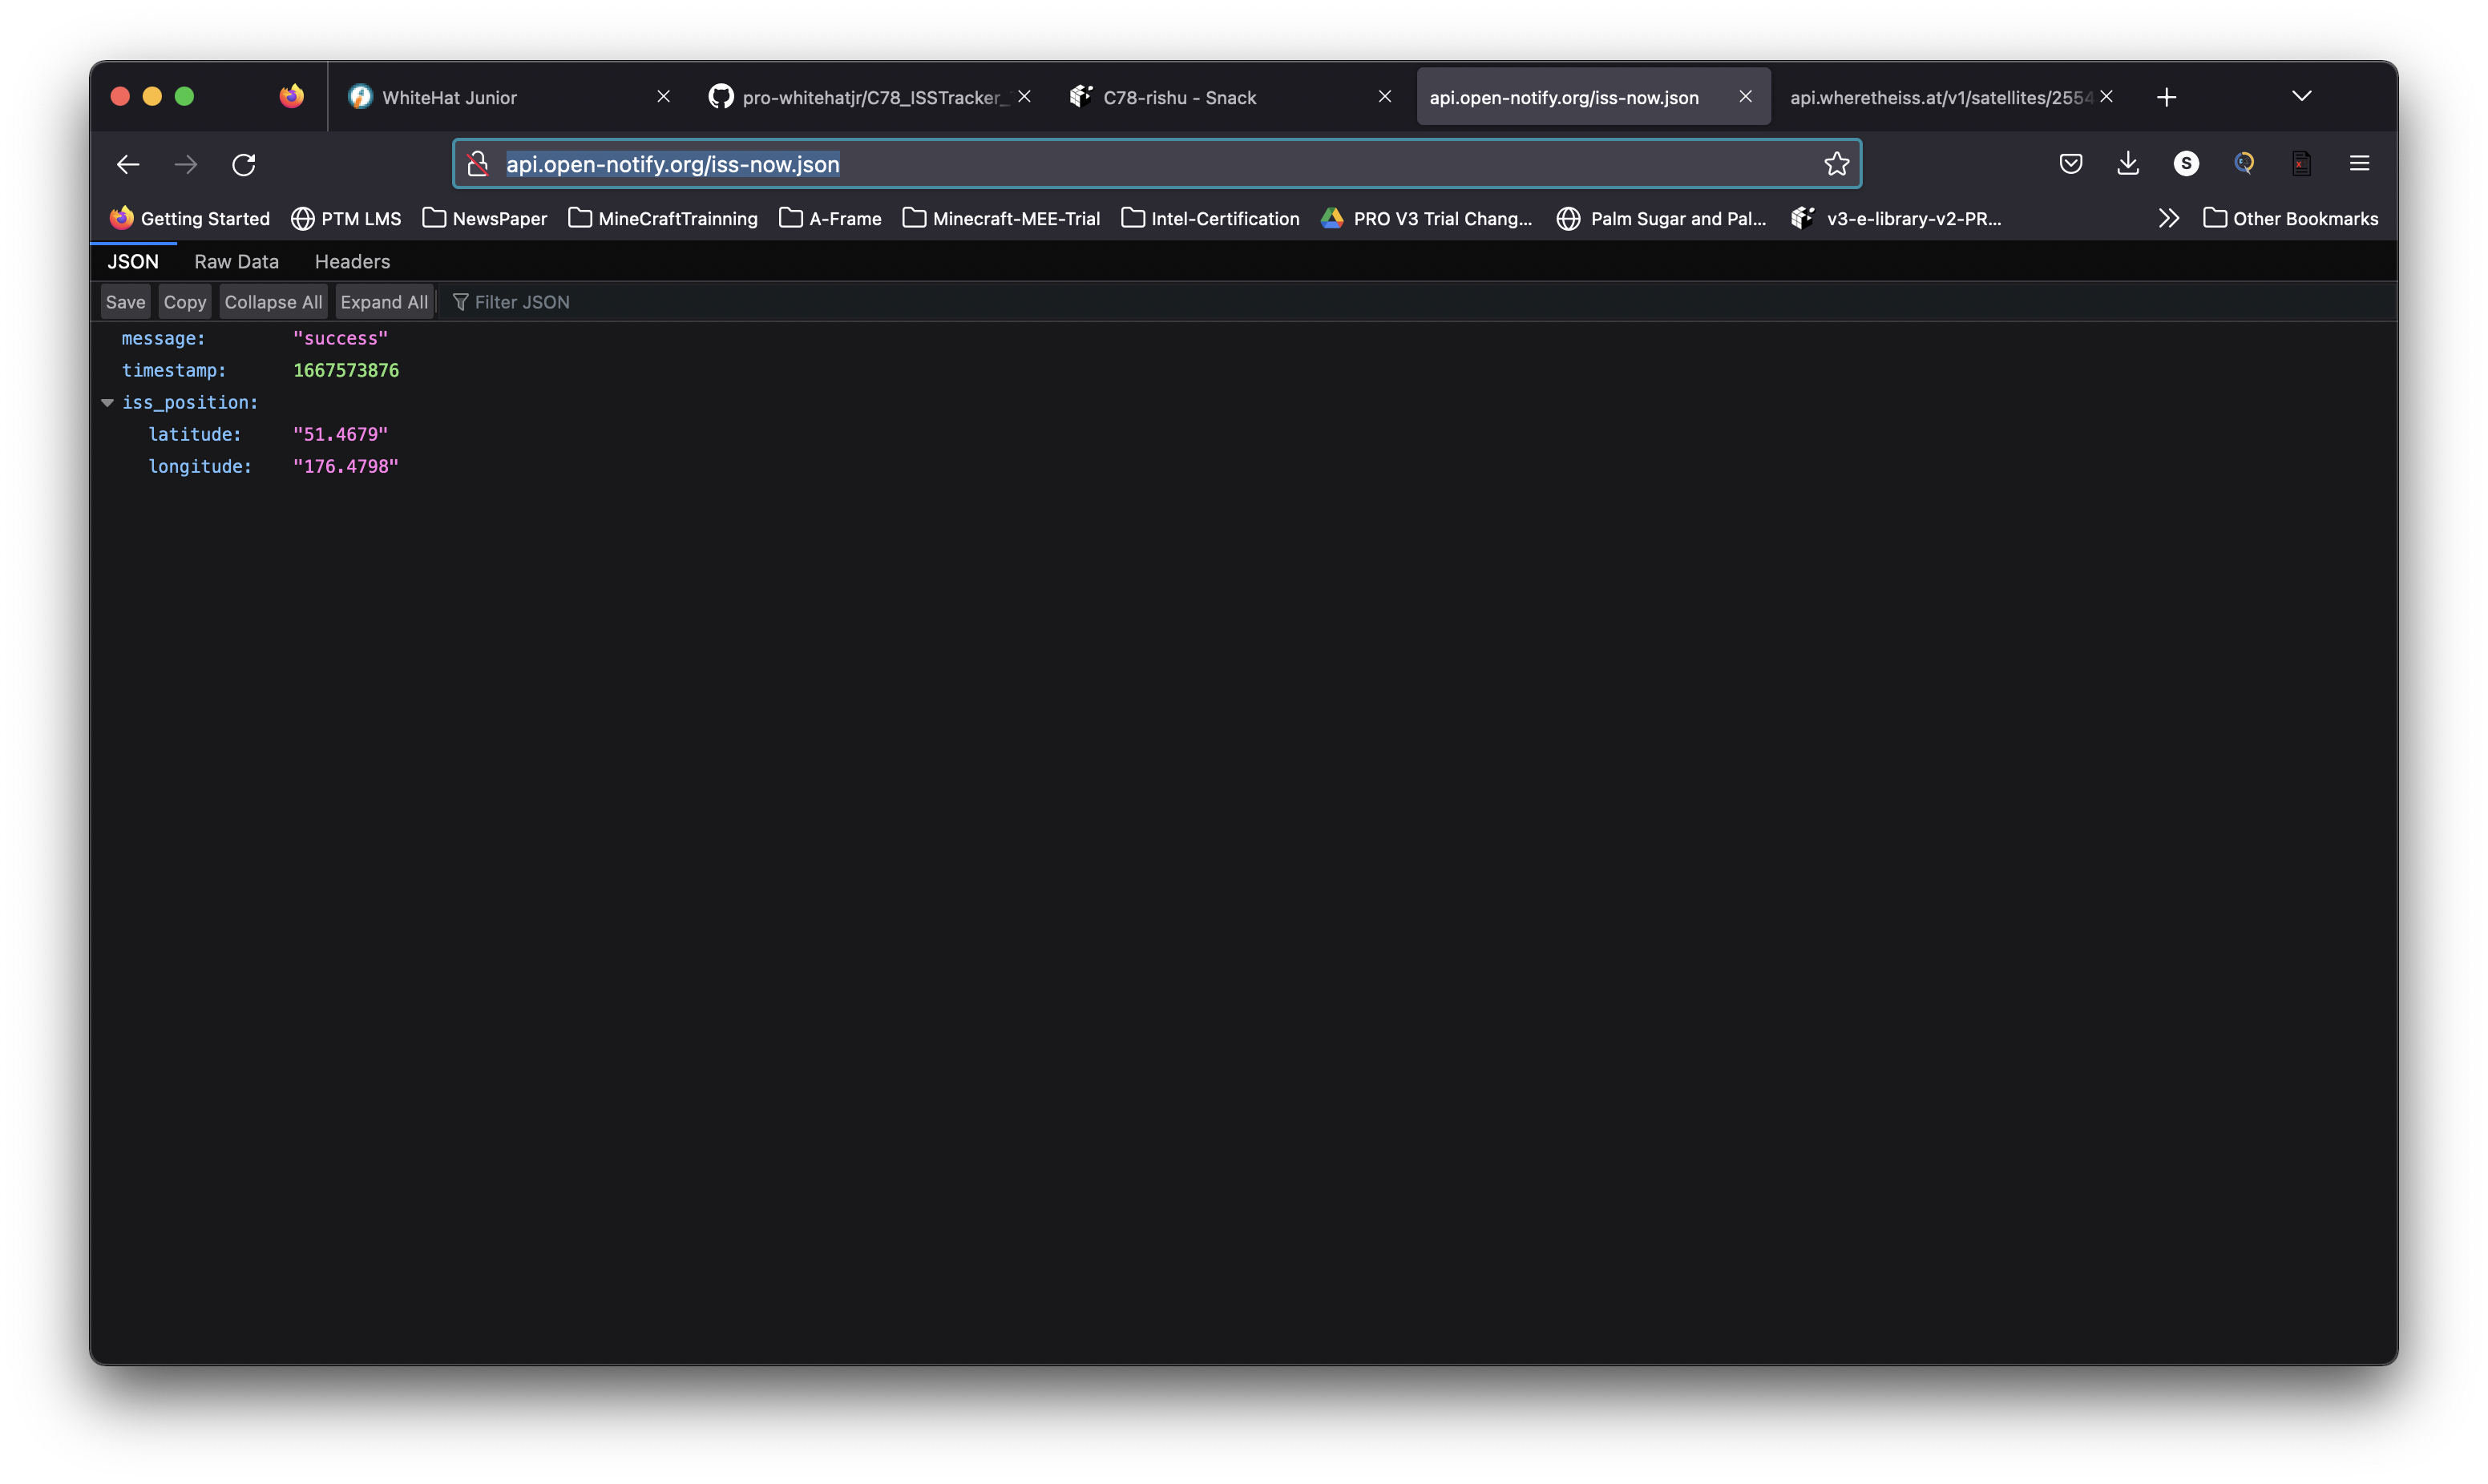 WhiteHat Junior
pro-whitehatjr/C78_ISSTracker_
C78-rishu - Snack
api.open-notify.org/iss-now.json
api.wheretheiss.at/v1/satellites/2554
api.open-notify.org/iss-now.json
S
Getting Started PTM LMS NewsPaper MineCraftTrainning A-Frame Minecraft-MEE-Trial Intel-Certification PRO V3 Trial Chang... Palm Sugar and Pal... v3-e-library-v2-PR... Other Bookmarks
JSON Raw Data Headers
Save Copy Collapse All Expand All Filter JSON
message: "success"
timestamp: 1667573876
iss_position:
latitude: "51.4679"
longitude: "176.4798"